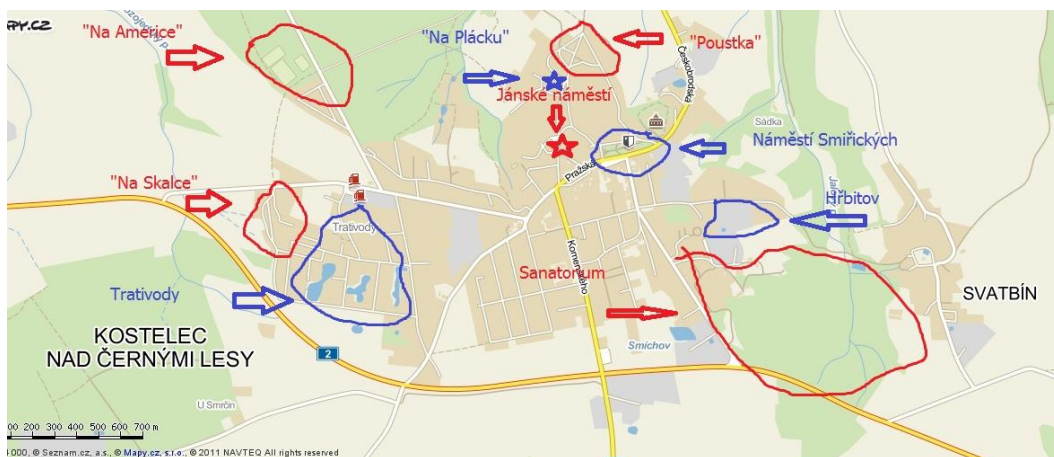 MAPY.CZ
"Na Americe"
"Na Plácku"
"Poustka"
Českobrodská
Jánské náměstí
Sádka
Náměstí Smiřických
Pražská
"Na Skalce"
Hřbitov
Trativody
Komenského
Sanatorium
Trativody
SVATBÍN
KOSTELEC
NAD ČERNÝMI LESY
2
Smíchov
U Smrčin
200 300 400 500 600 700 m
© Seznam.cz, a.s., © Mapy.cz, s.r.o., © 2011 NAVTEQ All rights reserved